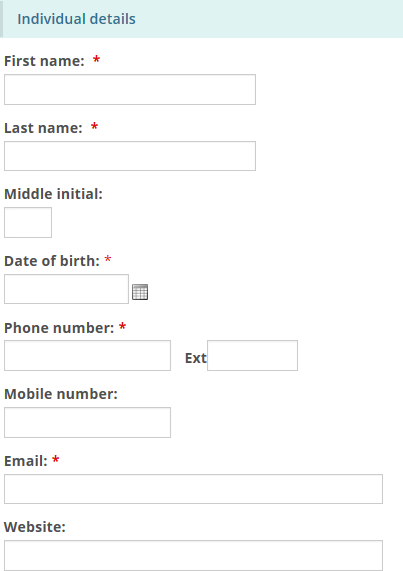 Individual details
First name: *
Last name: *
Middle initial:
Date of birth: *
Phone number: *
Ext
Mobile number:
Email: *
Website: